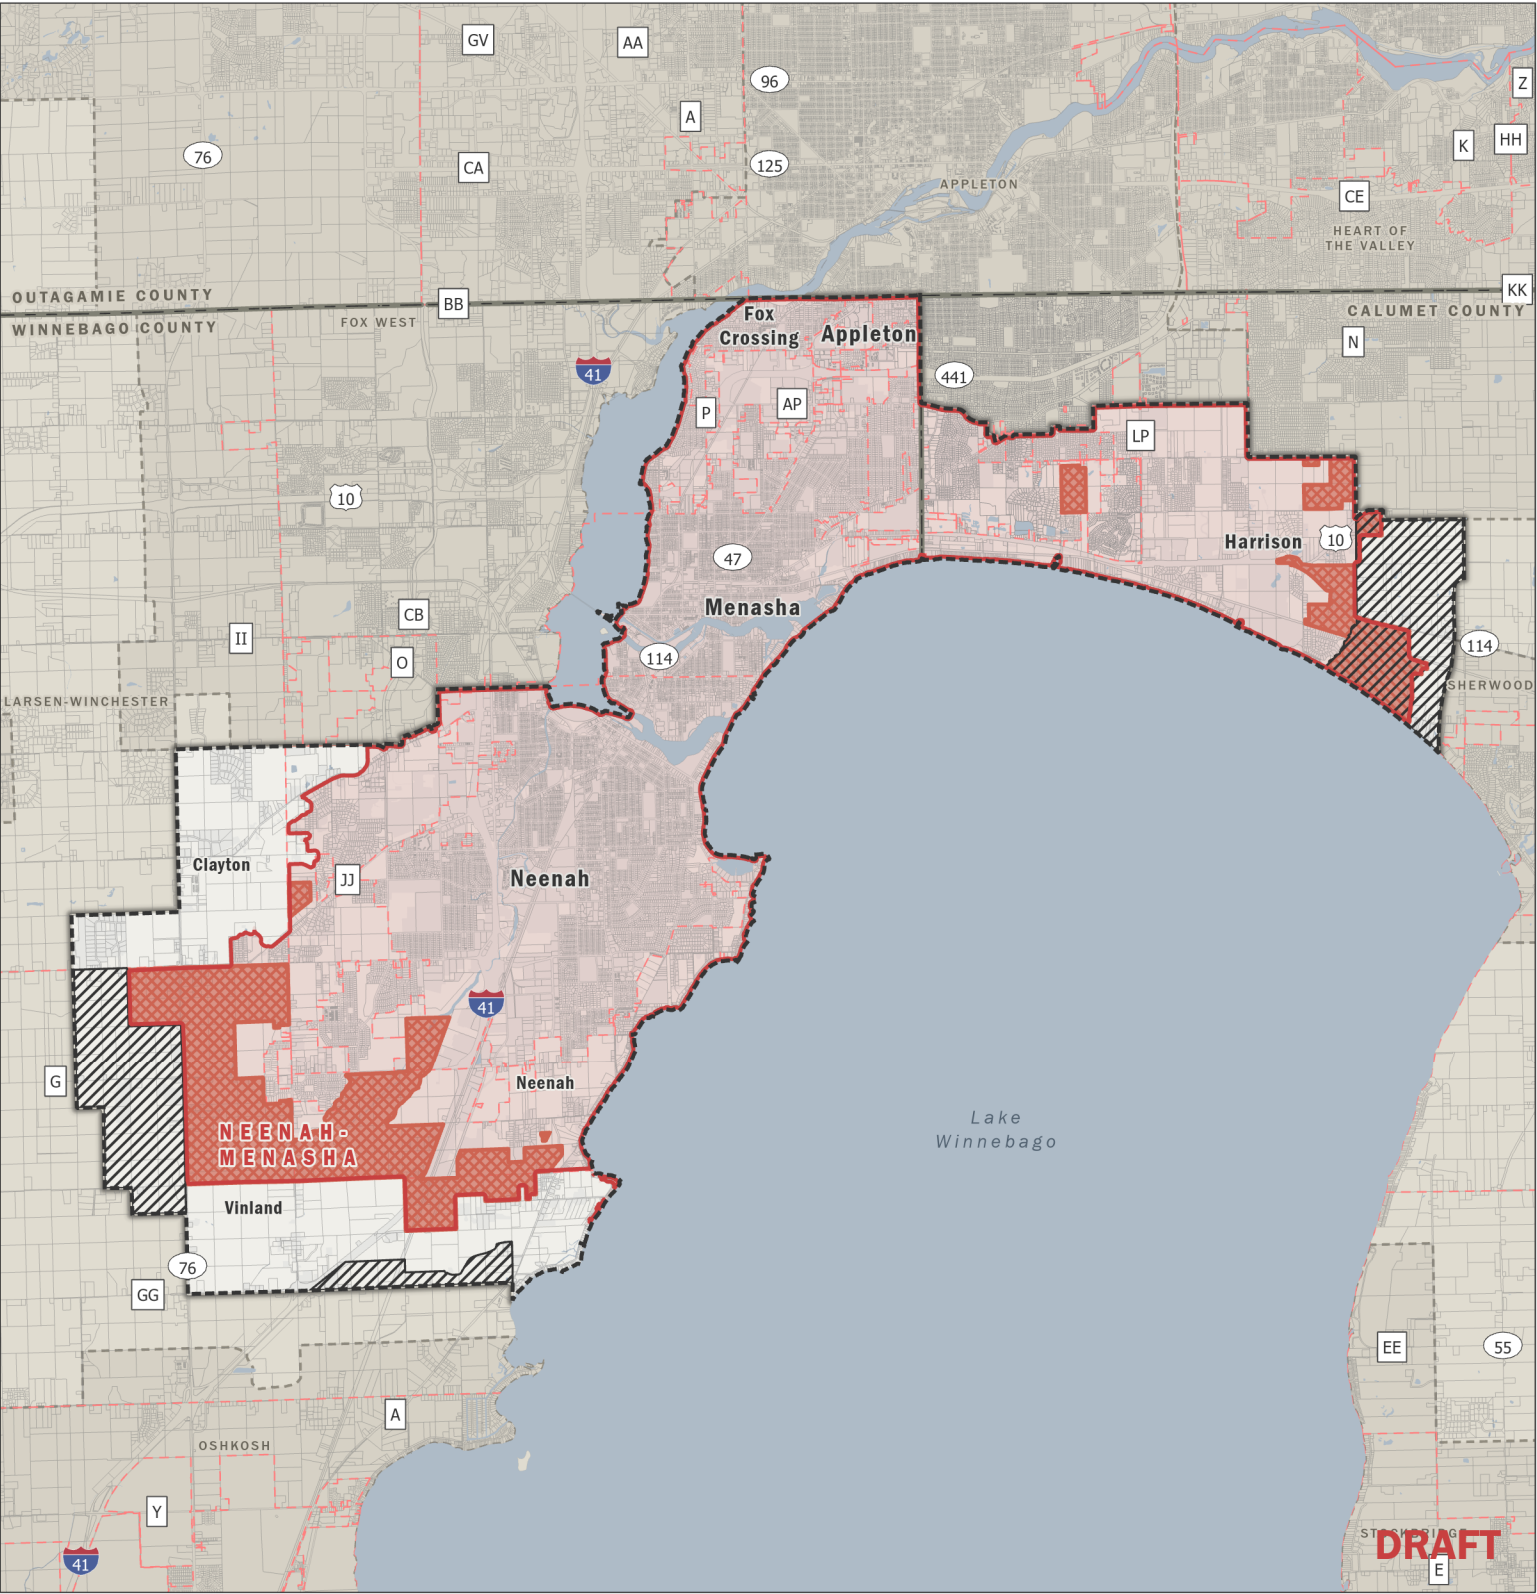 GV
AA
96
Z
A
76
125
K
HH
CA
APPLETON
CE
HEART OF
THE VALLEY
OUTAGAMIE COUNTY
KK
BB
WINNEBAGO COUNTY
FOX WEST
CALUMET COUNTY
Fox
Crossing
Appleton
N
41
441
P
AP
LP
10
Harrison
10
47
Menasha
CB
II
114
114
O
SHERWOOD
LARSEN-WINCHESTER
Clayton
JJ
Neenah
41
G
Neenah
NEENAH-
MENASHA
Lake
Winnebago
Vinland
76
GG
EE
55
A
OSHKOSH
Y
STOCKBRIDGE
DRAFT
41
E